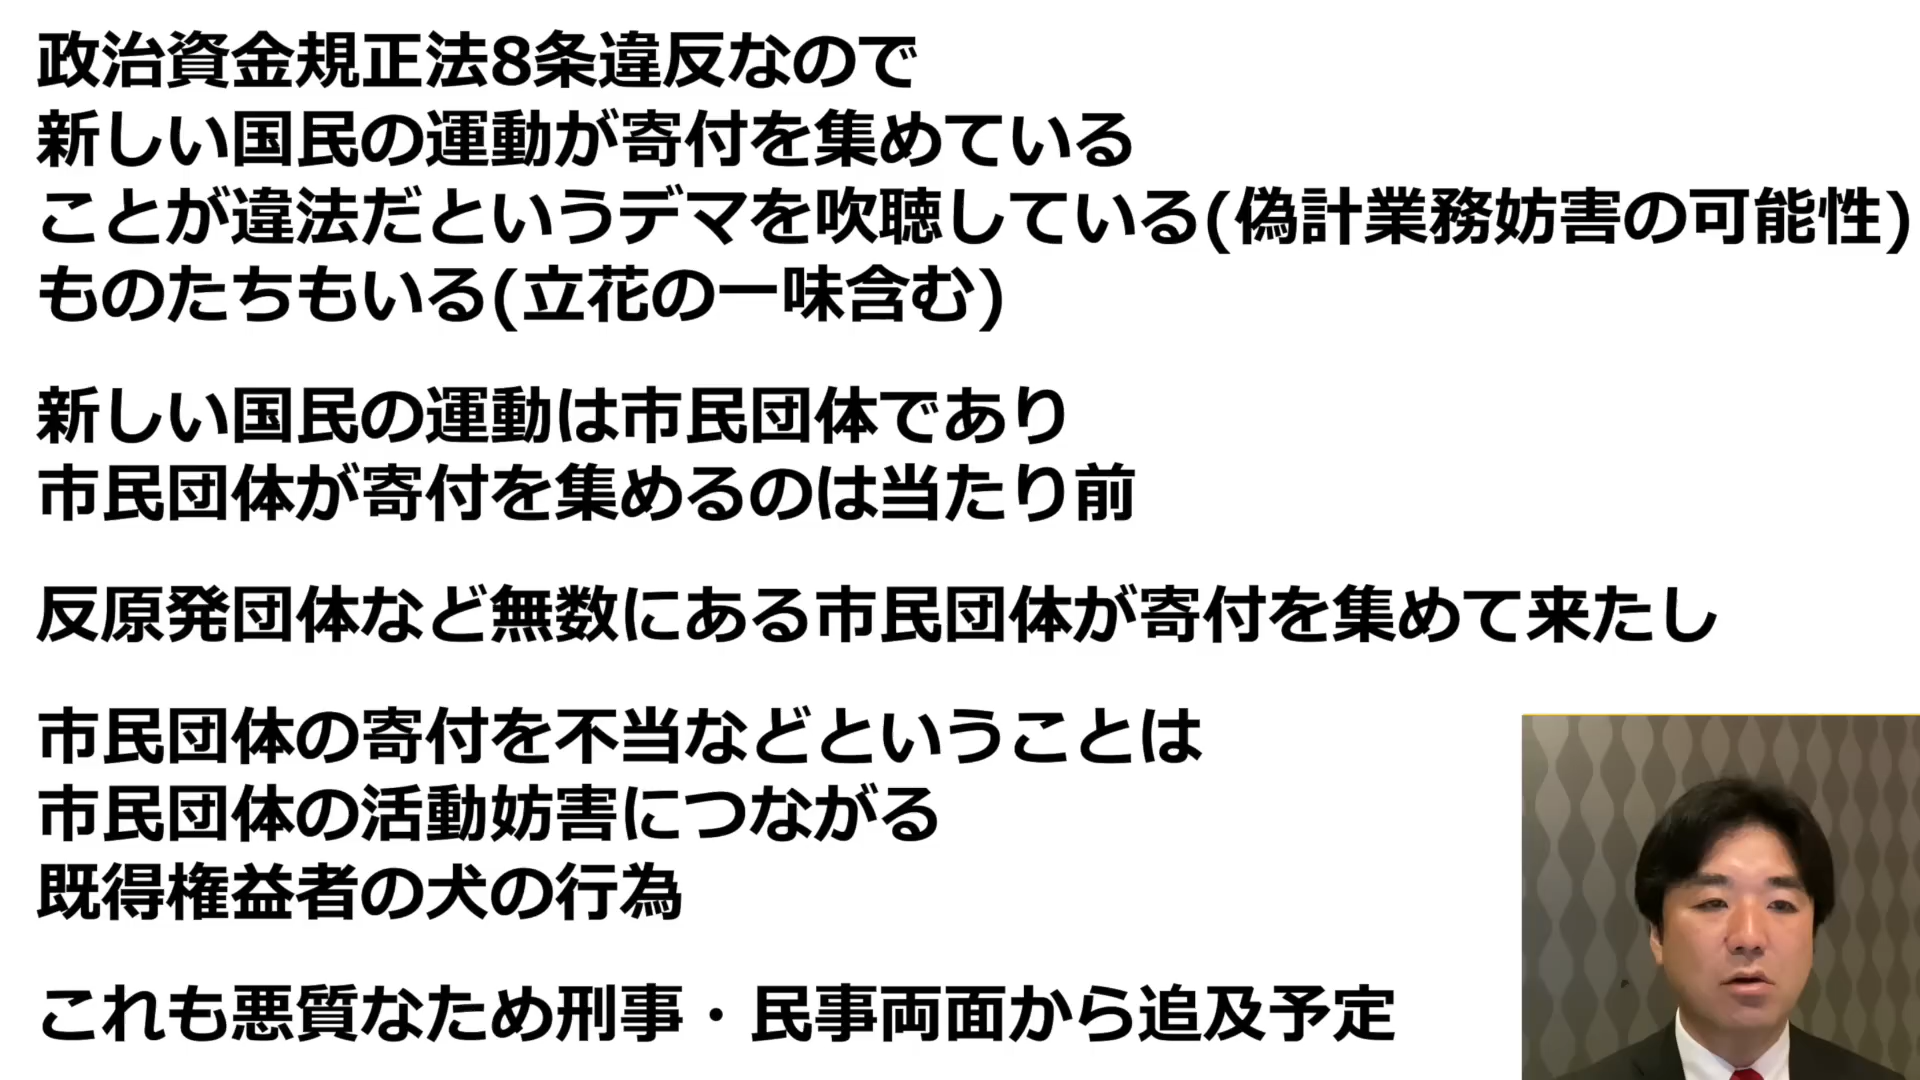 政治資金規正法8条違反なので
新しい国民の運動が寄付を集めている
ことが違法だというデマを吹聴している(偽計業務妨害の可能性)
ものたちもいる(立花の一味含む)
新しい国民の運動は市民団体であり
市民団体が寄付を集めるのは当たり前
反原発団体など無数にある市民団体が寄付を集めて来たし
市民団体の寄付を不当などということは
市民団体の活動妨害につながる
既得権益者の犬の行為
これも悪質なため刑事・民事両面から追及予定